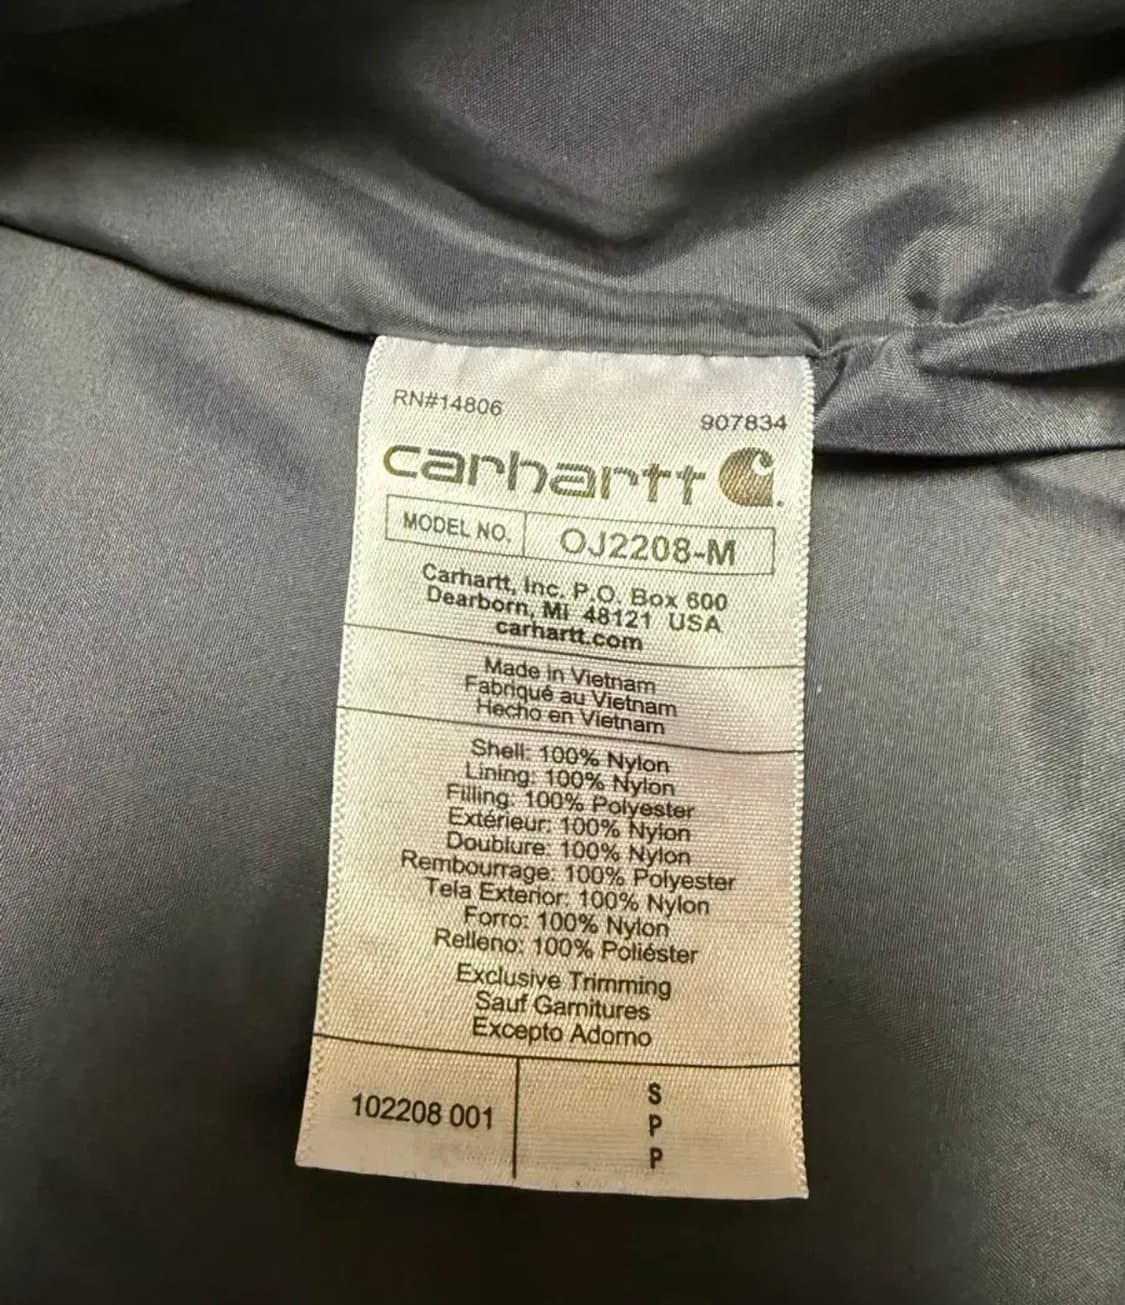 RN#14806
907834
carhartt
MODEL NO. OJ2208-M
Carhartt, Inc. P.O. Box 600
Dearborn, MI 48121 USA
carhartt.com
Made in Vietnam
Fabriqué au Vietnam
Hecho en Vietnam
Shell: 100% Nylon
Lining: 100% Nylon
Filling: 100% Polyester
Extérieur: 100% Nylon
Doublure: 100% Nylon
Rembourrage: 100% Polyester
Tela Exterior: 100% Nylon
Forro: 100% Nylon
Relleno: 100% Poliéster
Exclusive Trimming
Sauf Garnitures
Excepto Adorno
102208 001
S
P
P